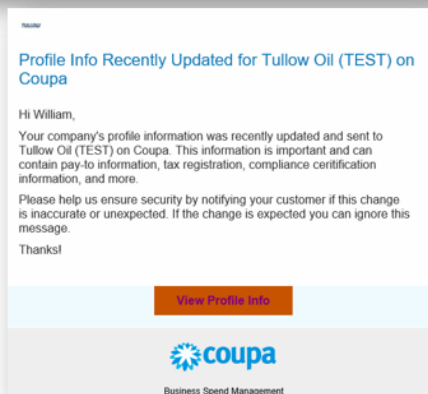 TULLOW
Profile Info Recently Updated for Tullow Oil (TEST) on
Coupa
Hi William,
Your company's profile information was recently updated and sent to
Tullow Oil (TEST) on Coupa. This information is important and can
contain pay-to information, tax registration, compliance ceritification
information, and more.
Please help us ensure security by notifying your customer if this change
is inaccurate or unexpected. If the change is expected you can ignore this
message.
Thanks!
View Profile Info
coupa
Business Spend Management